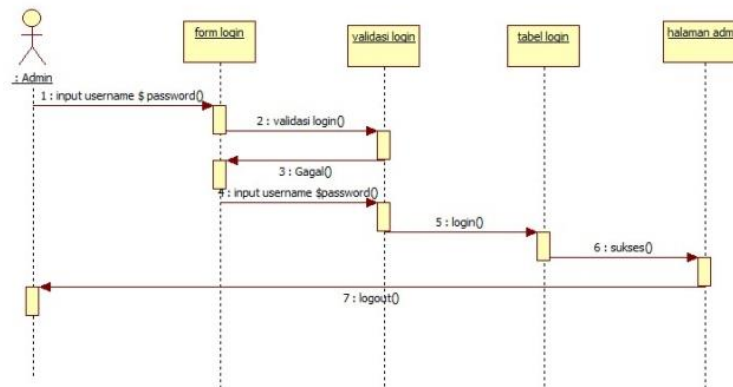 form login
validasi login
tabel login
halaman adm
: Admin
1 : input username $ password()
2 : validasi login()
3 : Gagal()
4 : input username $password()
5 : login()
6 : sukses()
7 : logout()